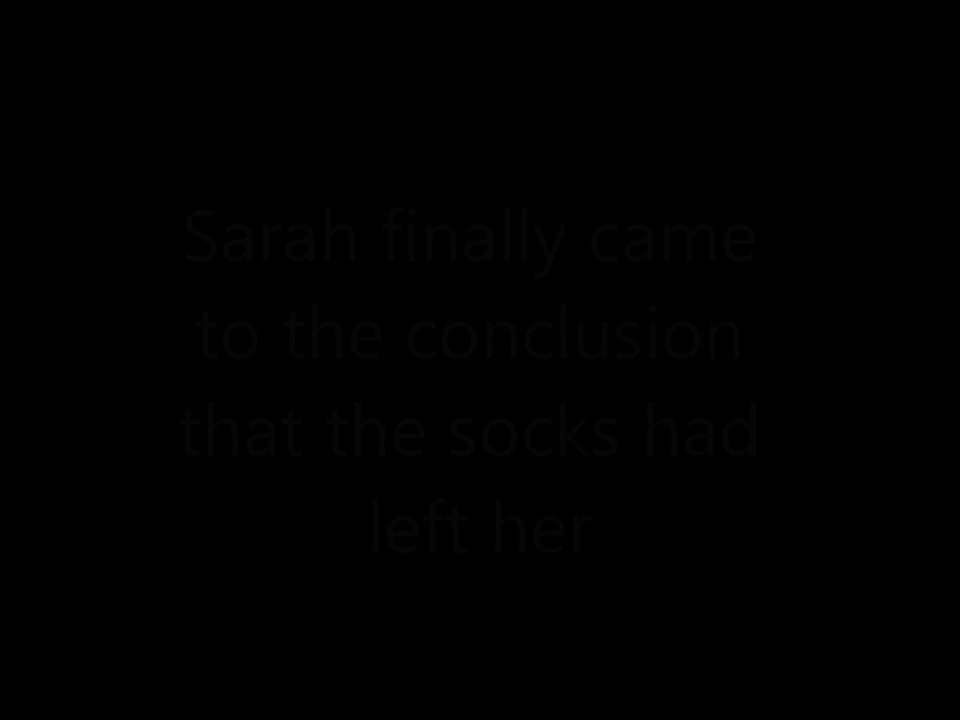 Sarah finally came
to the conclusion
that the socks had
left her